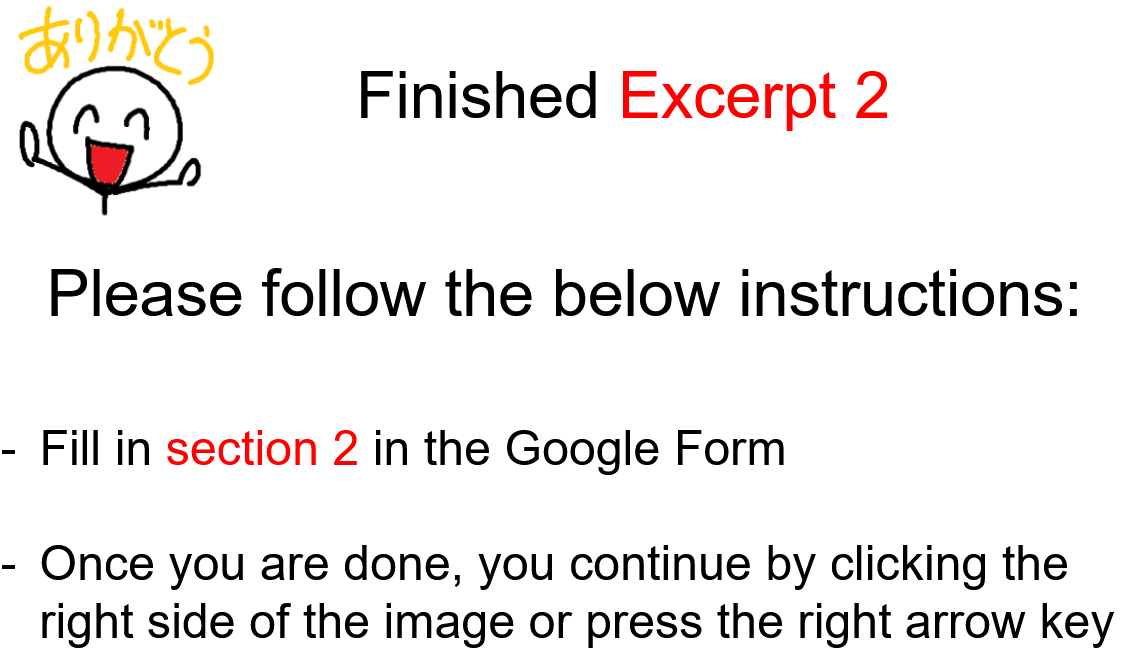 ありがとう
Finished Excerpt 2
Please follow the below instructions:
- Fill in section 2 in the Google Form
- Once you are done, you continue by clicking the
right side of the image or press the right arrow key